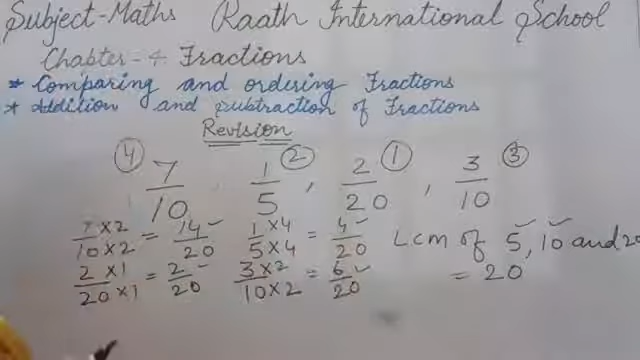 Subject-Maths Raath International School
Chapter-4 Fractions
* Comparing and ordering Fractions
* Addition and subtraction of Fractions
Revision
④ 7/10 , 1/5 ② , 2/20 ① , 3/10 ③
7×2/10×2 = 14/20 ✓ 1×4/5×4 = 4/20 ✓ Lcm of 5✓, 10✓ and 20
2×1/20×1 = 2/20 ✓ 3×2/10×2 = 6/20 ✓ = 20